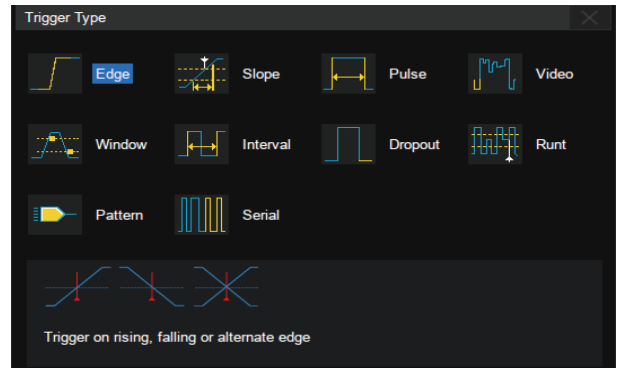 Trigger Type
Edge
Slope
Pulse
Video
Window
Interval
Dropout
Runt
Pattern
Serial
Trigger on rising, falling or alternate edge